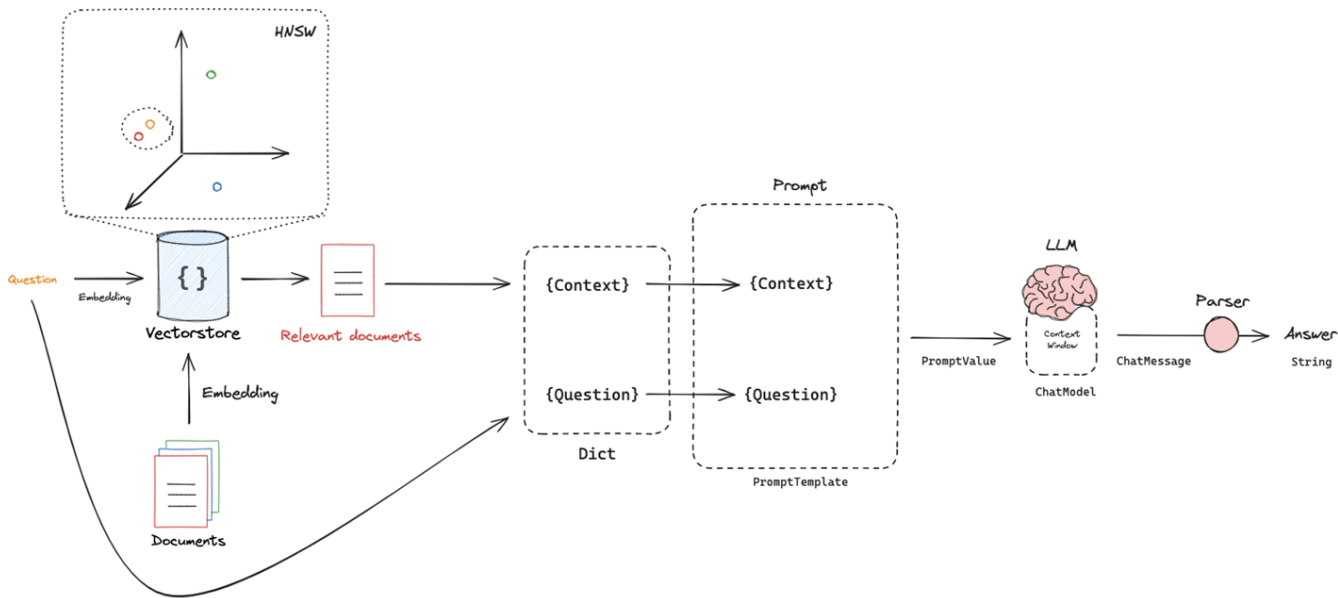 HNSW
Question
Embedding
{}
Vectorstore
Relevant documents
Embedding
Documents
{Context}
{Question}
Dict
Prompt
{Context}
{Question}
PromptTemplate
PromptValue
LLM
Context
Window
ChatModel
ChatMessage
Parser
Answer
String